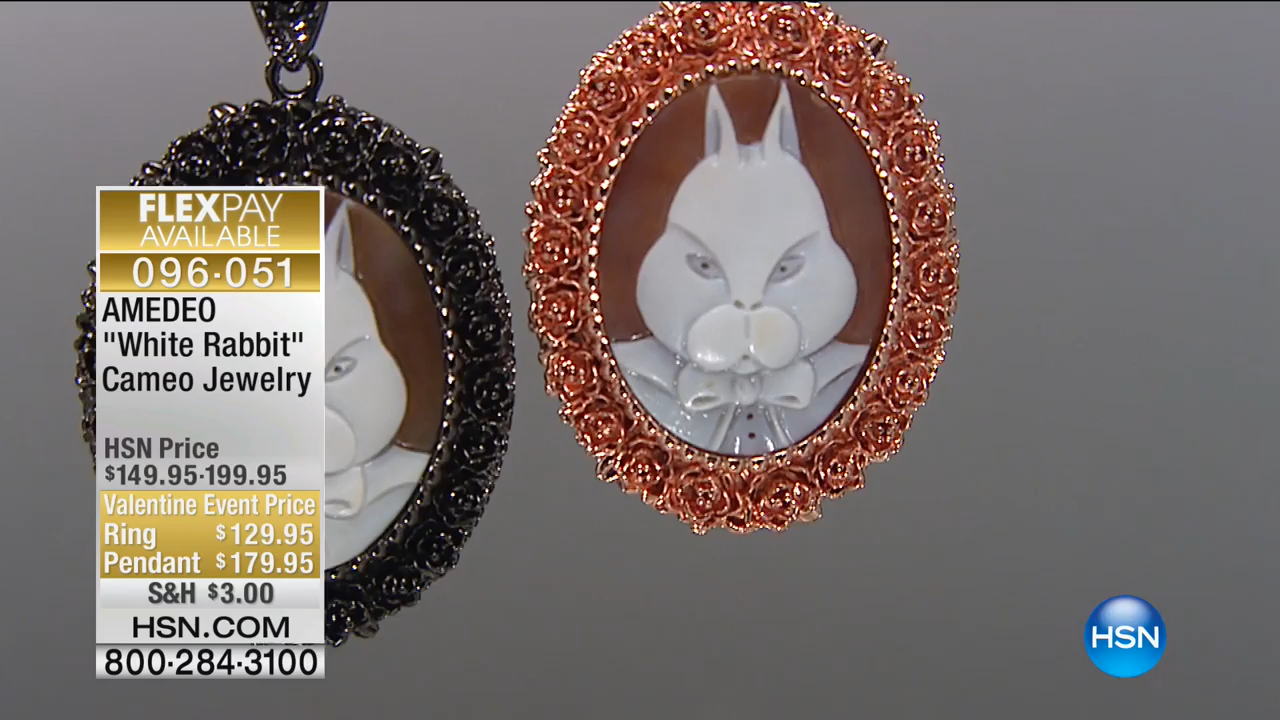 FLEXPAY
AVAILABLE
096·051
AMEDEO
"White Rabbit"
Cameo Jewelry
HSN Price
$149.95-199.95
Valentine Event Price
Ring $129.95
Pendant $179.95
S&H $3.00
HSN.COM
800·284·3100
HSN